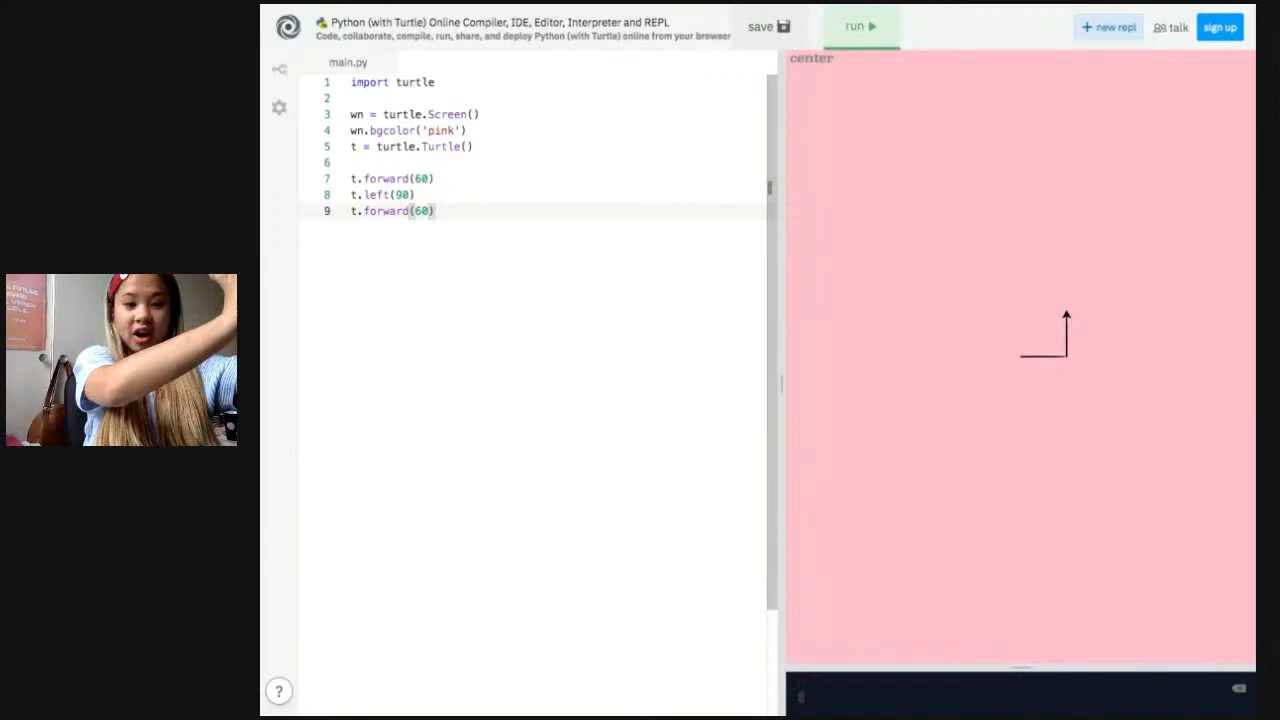 Python (with Turtle) Online Compiler, IDE, Editor, Interpreter and REPL
Code, collaborate, compile, run, share, and deploy Python (with Turtle) online from your browser
save
run
+ new repl
talk
sign up
main.py
center
1 import turtle
2
3 wn = turtle.Screen()
4 wn.bgcolor('pink')
5 t = turtle.Turtle()
6
7 t.forward(60)
8 t.left(90)
9 t.forward(60)
?